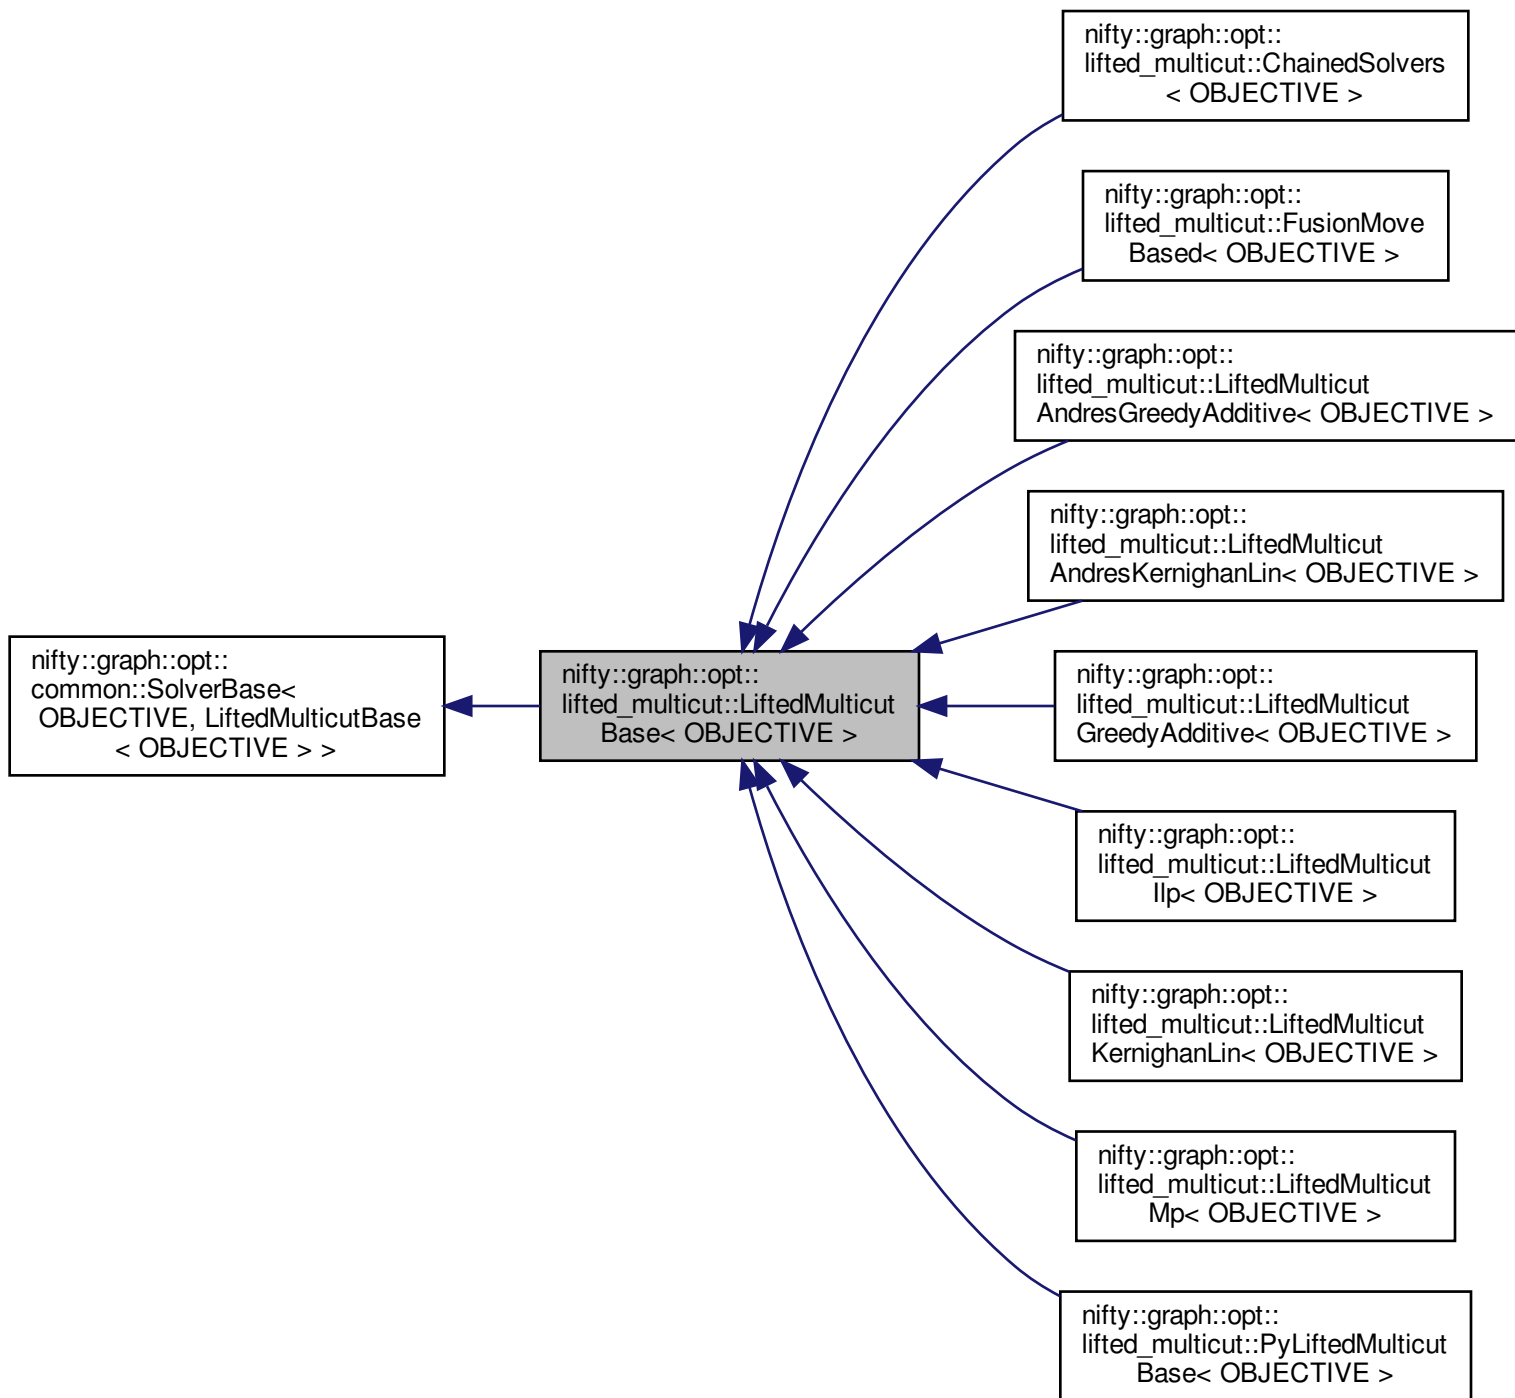 nifty::graph::opt::
lifted_multicut::ChainedSolvers
< OBJECTIVE >
nifty::graph::opt::
lifted_multicut::FusionMove
Based< OBJECTIVE >
nifty::graph::opt::
lifted_multicut::LiftedMulticut
AndresGreedyAdditive< OBJECTIVE >
nifty::graph::opt::
lifted_multicut::LiftedMulticut
AndresKernighanLin< OBJECTIVE >
nifty::graph::opt::
common::SolverBase<
OBJECTIVE, LiftedMulticutBase
< OBJECTIVE > >
nifty::graph::opt::
lifted_multicut::LiftedMulticut
Base< OBJECTIVE >
nifty::graph::opt::
lifted_multicut::LiftedMulticut
GreedyAdditive< OBJECTIVE >
nifty::graph::opt::
lifted_multicut::LiftedMulticut
Ilp< OBJECTIVE >
nifty::graph::opt::
lifted_multicut::LiftedMulticut
KernighanLin< OBJECTIVE >
nifty::graph::opt::
lifted_multicut::LiftedMulticut
Mp< OBJECTIVE >
nifty::graph::opt::
lifted_multicut::PyLiftedMulticut
Base< OBJECTIVE >